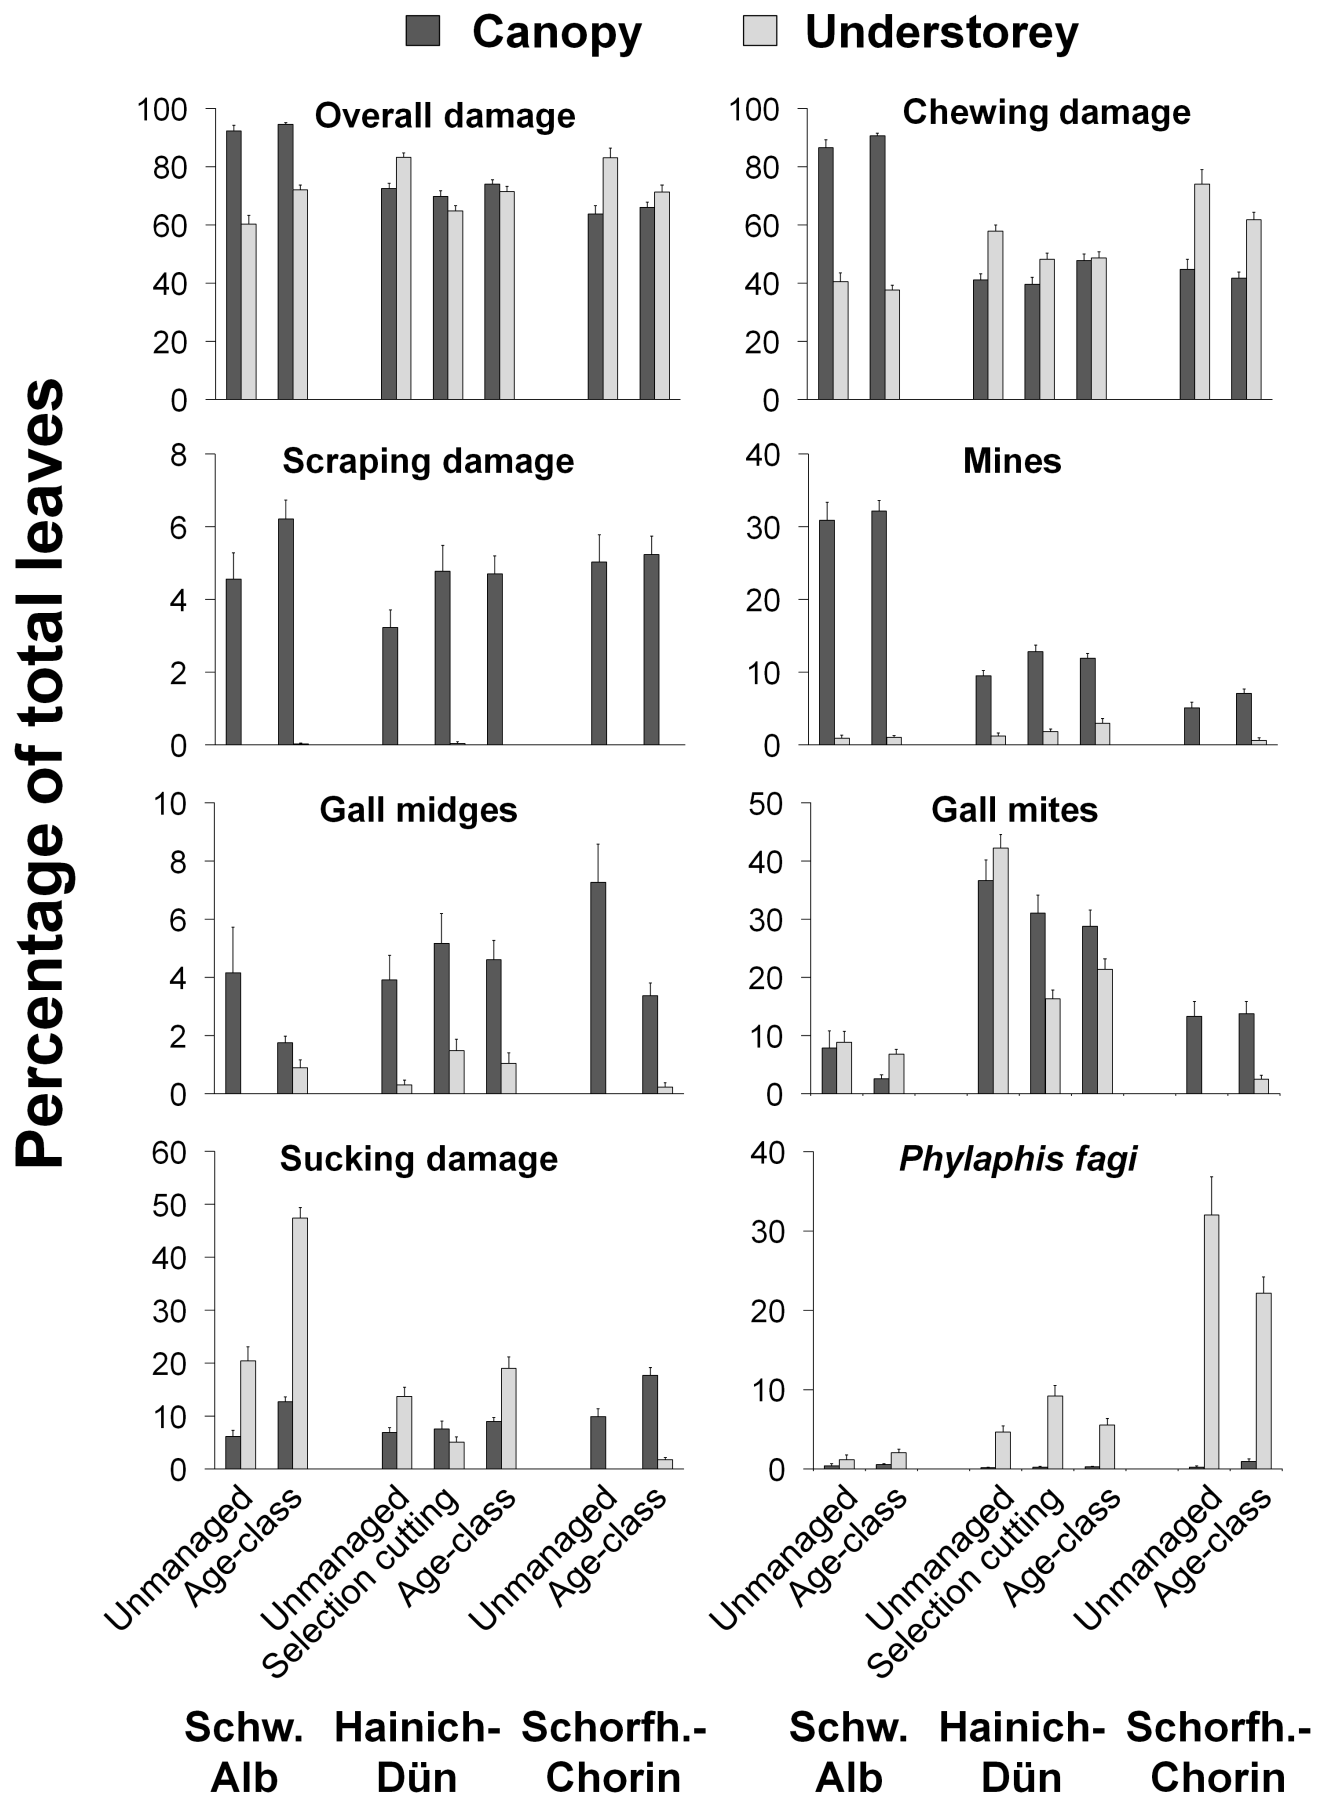 Canopy Understorey
Percentage of total leaves
Overall damage
100
80
60
40
20
0
Chewing damage
100
80
60
40
20
0
Scraping damage
8
6
4
2
0
Mines
40
30
20
10
0
Gall midges
10
8
6
4
2
0
Gall mites
50
40
30
20
10
0
Sucking damage
60
50
40
30
20
10
0
Phylaphis fagi
40
30
20
10
0
Unmanaged
Age-class
Unmanaged
Selection cutting
Age-class
Unmanaged
Age-class
Unmanaged
Age-class
Unmanaged
Selection cutting
Age-class
Unmanaged
Age-class
Schw.
Alb
Hainich-
Dün
Schorfh.-
Chorin
Schw.
Alb
Hainich-
Dün
Schorfh.-
Chorin